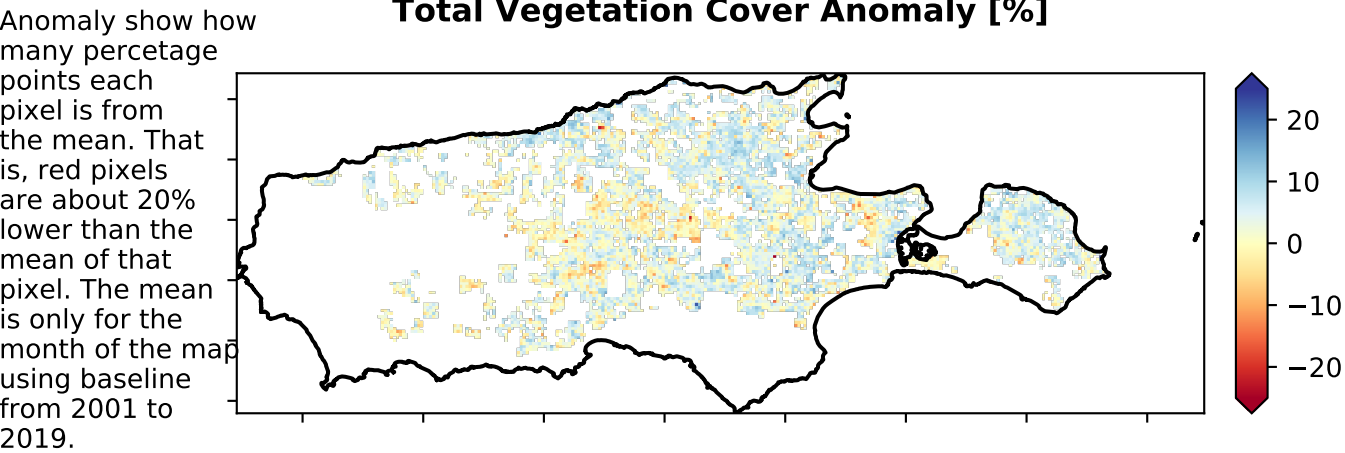 Total Vegetation Cover Anomaly [%]
Anomaly show how
many percetage
points each
pixel is from
the mean. That
is, red pixels
are about 20%
lower than the
mean of that
pixel. The mean
is only for the
month of the map
using baseline
from 2001 to
2019.
20
10
0
−10
−20